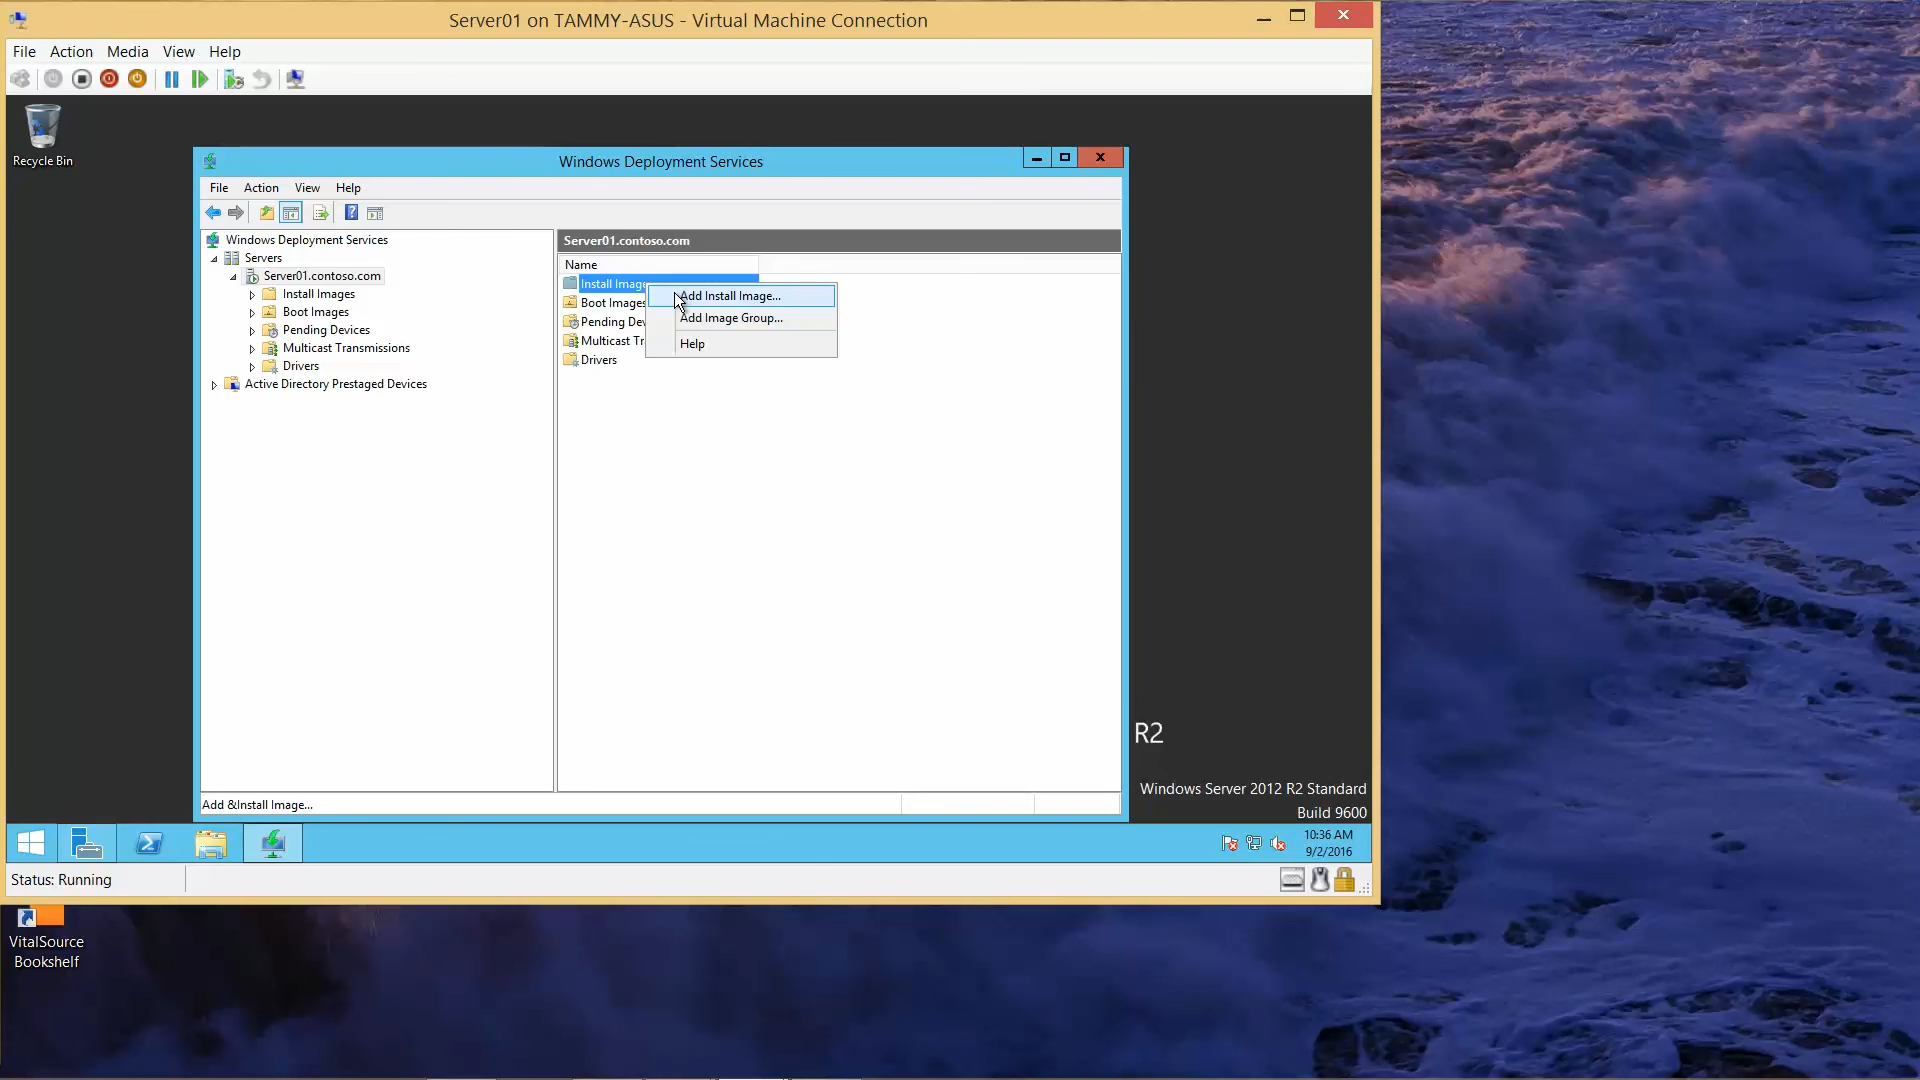 Server01 on TAMMY-ASUS - Virtual Machine Connection
File Action Media View Help
Recycle Bin
Windows Deployment Services
File Action View Help
Windows Deployment Services
Servers
Server01.contoso.com
Install Images
Boot Images
Pending Devices
Multicast Transmissions
Drivers
Active Directory Prestaged Devices
Server01.contoso.com
Name
Install Image
Boot Images
Pending Dev
Multicast Tr
Drivers
Add Install Image...
Add Image Group...
Help
Add &Install Image...
R2
Windows Server 2012 R2 Standard
Build 9600
10:36 AM
9/2/2016
Status: Running
VitalSource
Bookshelf